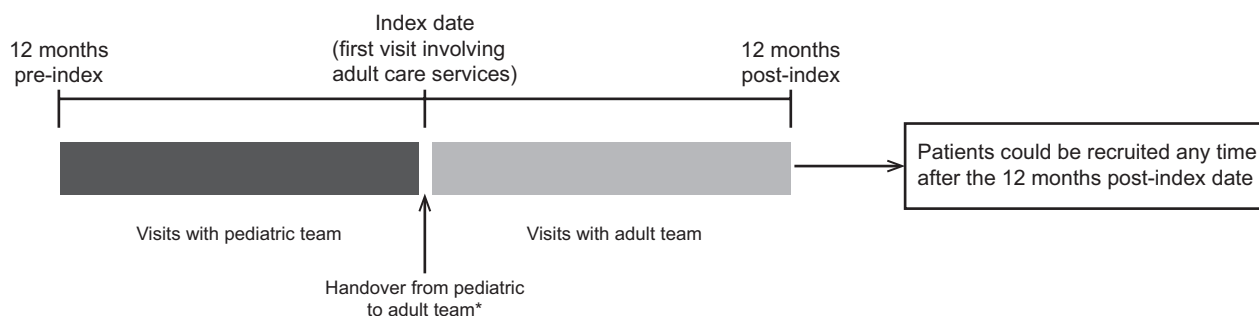 12 months
pre-index
Index date
(first visit involving
adult care services)
12 months
post-index
Patients could be recruited any time
after the 12 months post-index date
Visits with pediatric team
Visits with adult team
Handover from pediatric
to adult team*